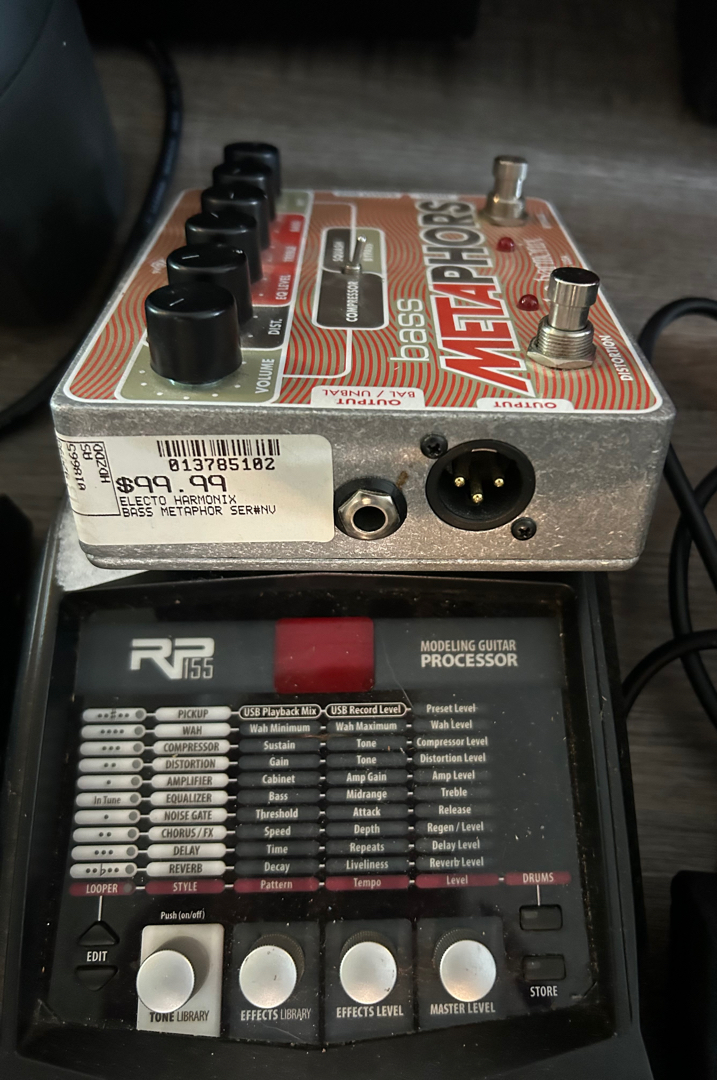 SQUASH
BYPASS
COMPRESSOR
EQ LEVEL
DIST.
VOLUME
bass
METAPHORS
DISTORTION
OUTPUT
BAL / UNBAL
OUTPUT
018665
AS
HDZDD
013785102
$99.99
ELECTO HARMONIX
BASS METAPHOR SER#NV
RP155
MODELING GUITAR
PROCESSOR
PICKUP USB Playback Mix USB Record Level Preset Level
WAH Wah Minimum Wah Maximum Wah Level
COMPRESSOR Sustain Tone Compressor Level
DISTORTION Gain Tone Distortion Level
AMPLIFIER Cabinet Amp Gain Amp Level
In Tune EQUALIZER Bass Midrange Treble
NOISE GATE Threshold Attack Release
CHORUS / FX Speed Depth Regen / Level
DELAY Time Repeats Delay Level
REVERB Decay Liveliness Reverb Level
LOOPER STYLE Pattern Tempo Level DRUMS
Push (on/off)
EDIT
STORE
TONE LIBRARY EFFECTS LIBRARY EFFECTS LEVEL MASTER LEVEL